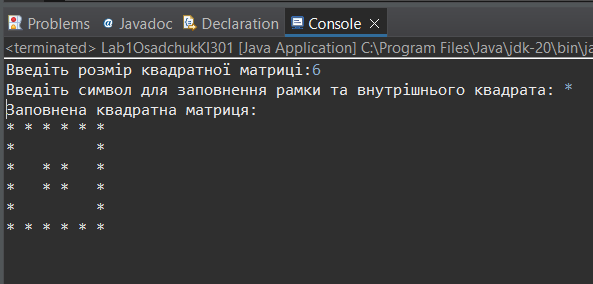 Problems Javadoc Declaration Console
<terminated> Lab1OsadchukKI301 [Java Application] C:\Program Files\Java\jdk-20\bin\ja
Введіть розмір квадратної матриці:6
Введіть символ для заповнення рамки та внутрішнього квадрата: *
Заповнена квадратна матриця:
* * * * * *
*         *
*   * *   *
*   * *   *
*         *
* * * * * *